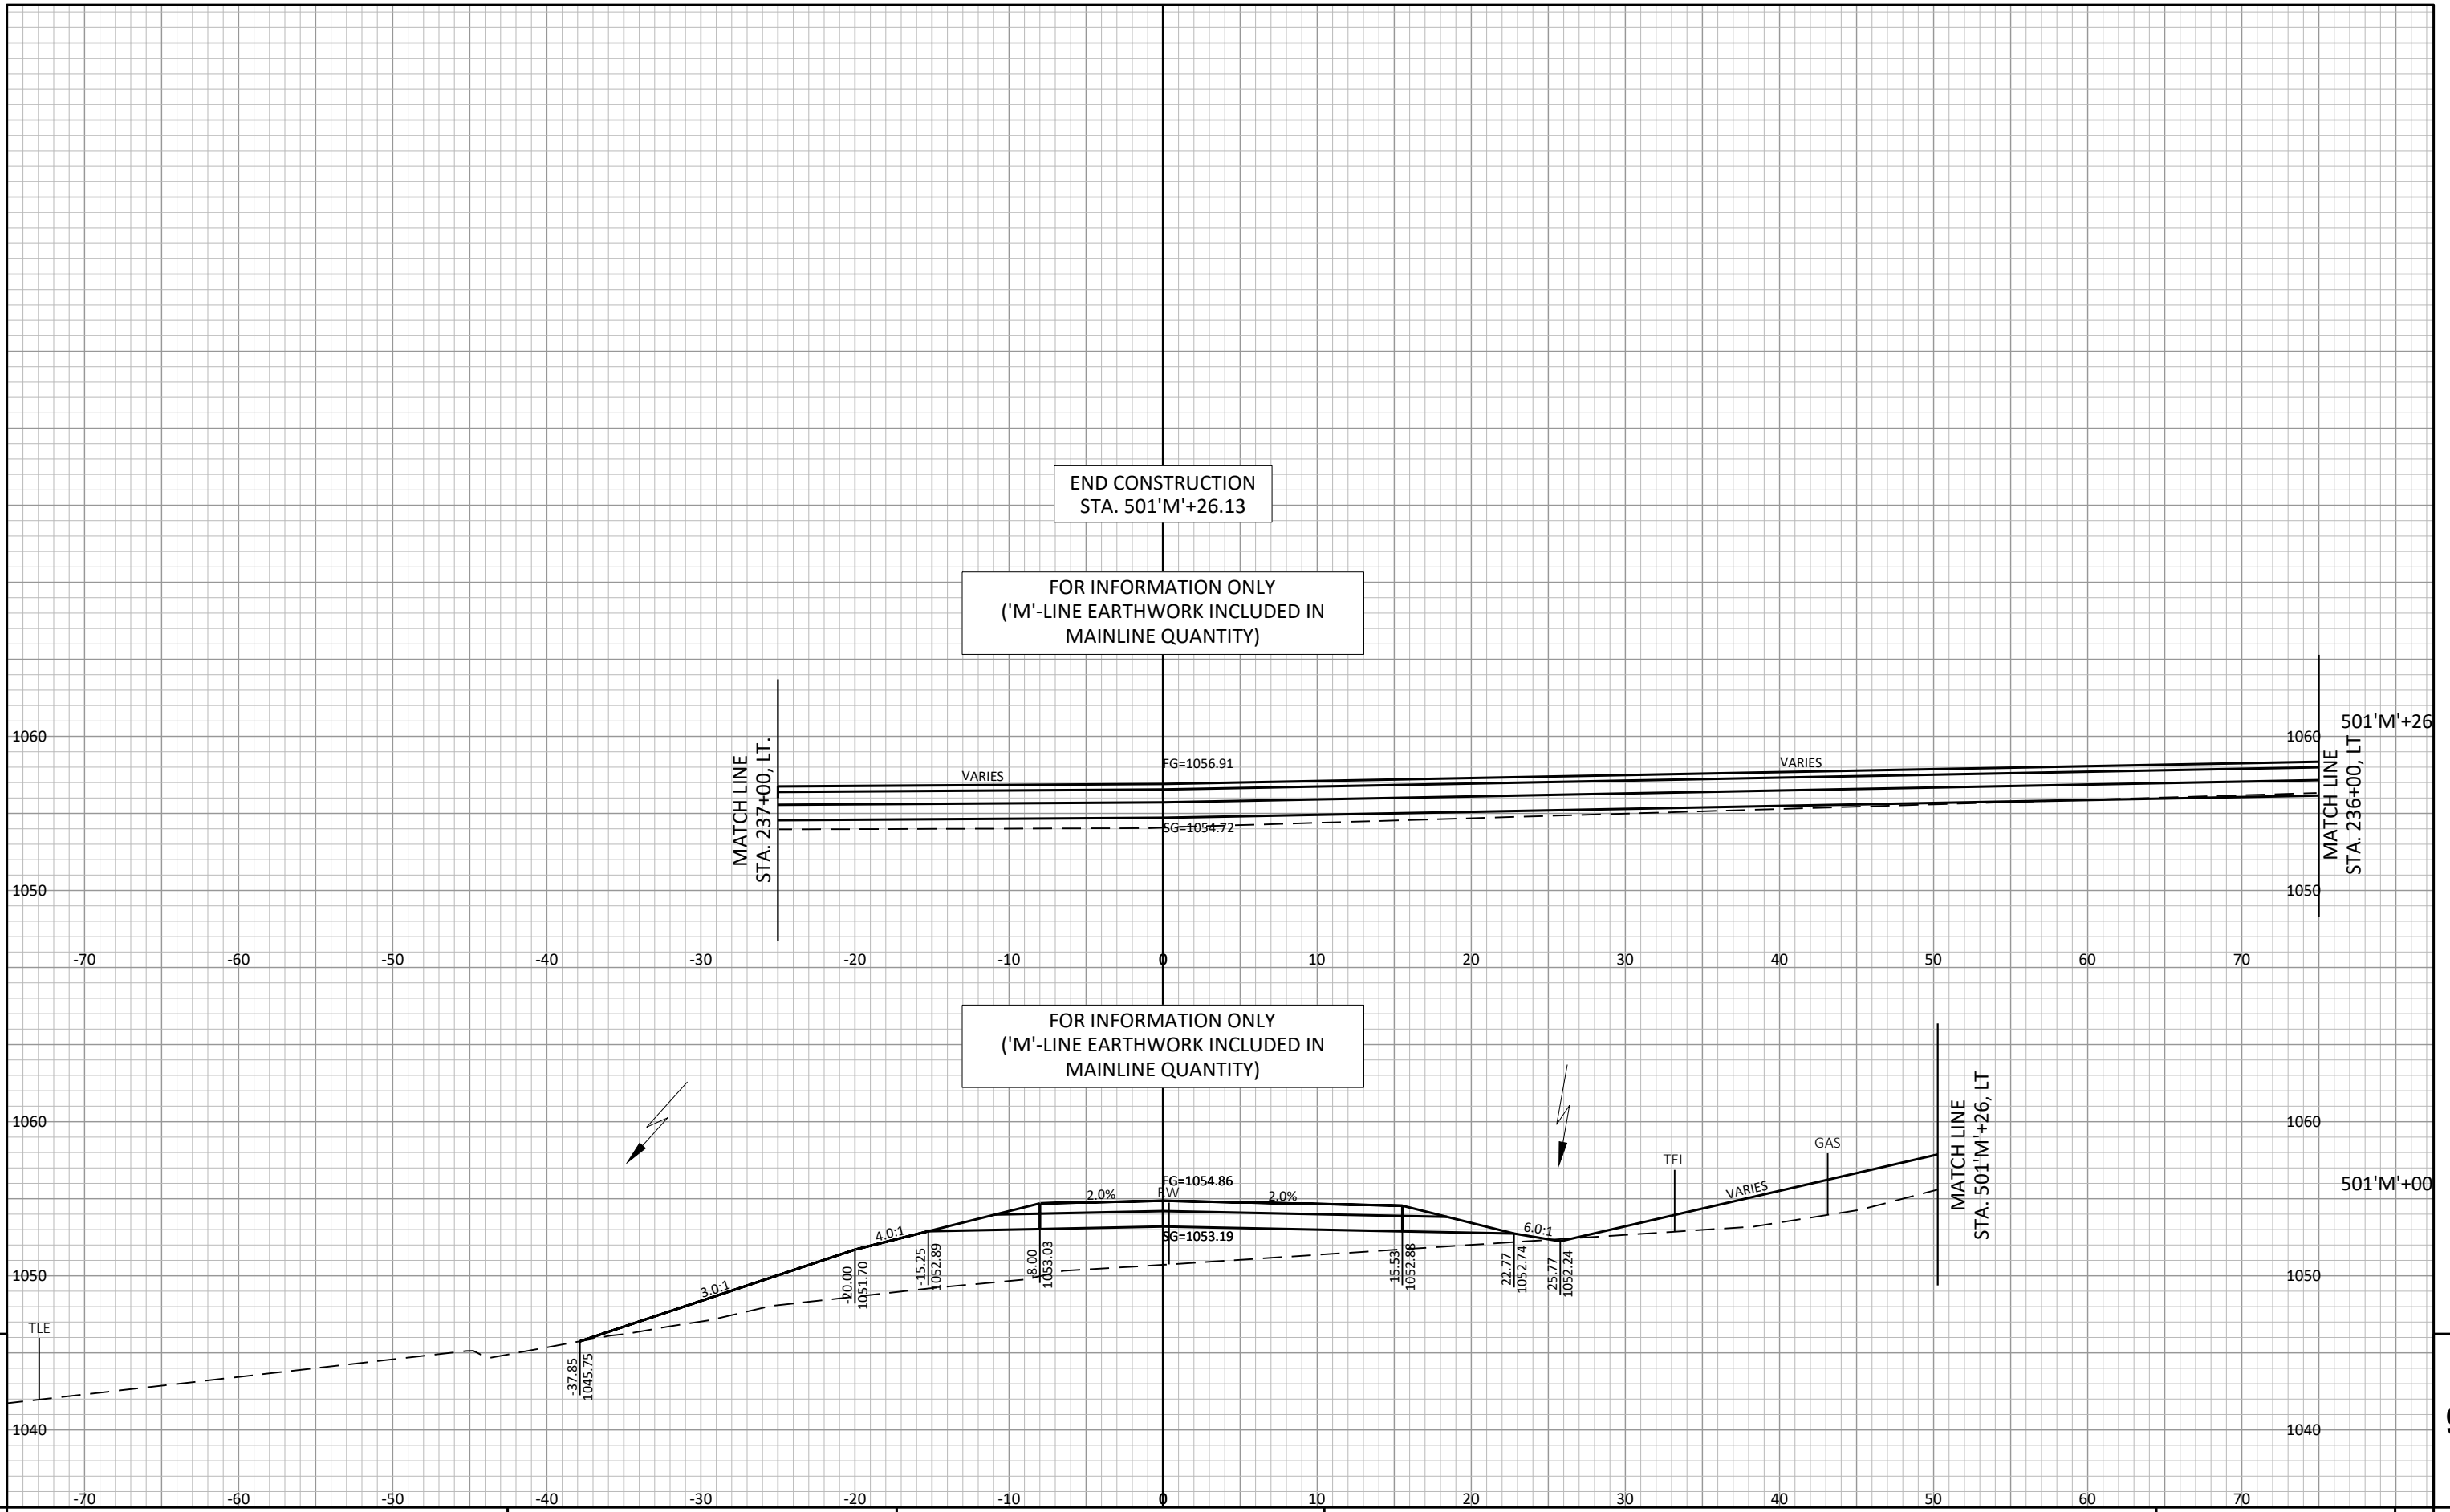 END CONSTRUCTION
STA. 501'M'+26.13
FOR INFORMATION ONLY
('M'-LINE EARTHWORK INCLUDED IN
MAINLINE QUANTITY)
501'M'+26
1060
1060
MATCH LINE
STA. 237+00, LT.
VARIES
FG=1056.91
VARIES
MATCH LINE
STA. 236+00, LT
SG=1054.72
1050
1050
-70 -60 -50 -40 -30 -20 -10 0 10 20 30 40 50 60 70
FOR INFORMATION ONLY
('M'-LINE EARTHWORK INCLUDED IN
MAINLINE QUANTITY)
1060
1060
MATCH LINE
STA. 501'M'+26, LT
501'M'+00
TEL
GAS
FG=1054.86
2.0%
2.0%
VARIES
4.0:1
6.0:1
SG=1053.19
3.0:1
1050
1050
-37.85
1045.75
-20.00
1051.70
-15.25
1052.89
-8.00
1053.03
15.53
1052.88
22.77
1052.74
25.77
1052.24
TLE
1040
1040
-70 -60 -50 -40 -30 -20 -10 0 10 20 30 40 50 60 70